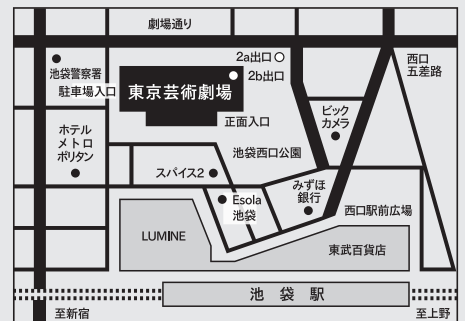 劇場通り
2a出口
西口
五差路
池袋警察署
2b出口
駐車場入口
東京芸術劇場
正面入口
ビック
カメラ
ホテル
メトロ
ポリタン
池袋西口公園
スパイス2
みずほ
銀行
Esola
池袋
西口駅前広場
LUMINE
東武百貨店
池袋駅
至新宿
至上野